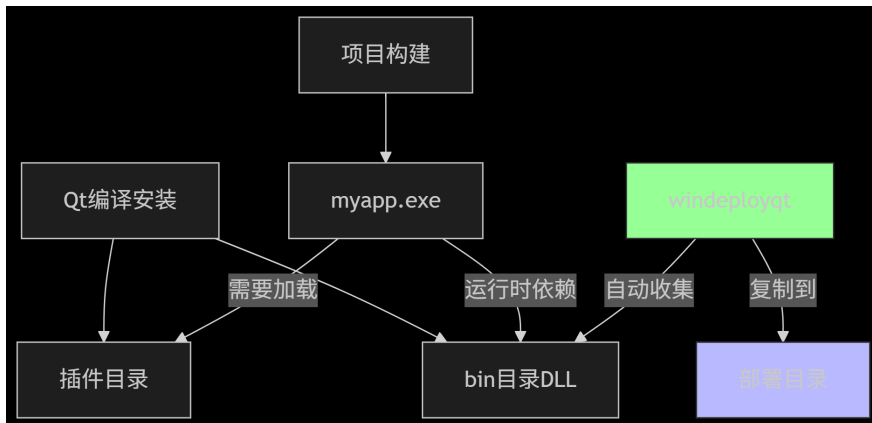 项目构建
Qt编译安装
myapp.exe
windeployqt
需要加载
运行时依赖
自动收集
复制到
插件目录
bin目录DLL
部署目录